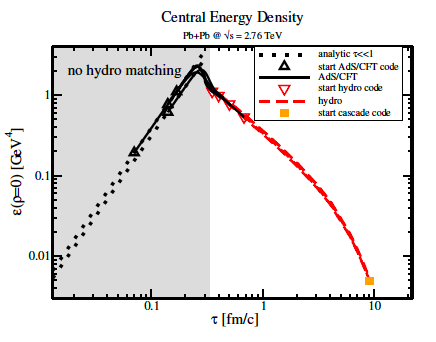 Central Energy Density
Pb+Pb @ √s = 2.76 TeV
no hydro matching
analytic τ<<1
start AdS/CFT code
AdS/CFT
start hydro code
hydro
start cascade code
ε(ρ=0) [GeV⁴]
1
0.1
0.01
0.1
1
10
τ [fm/c]